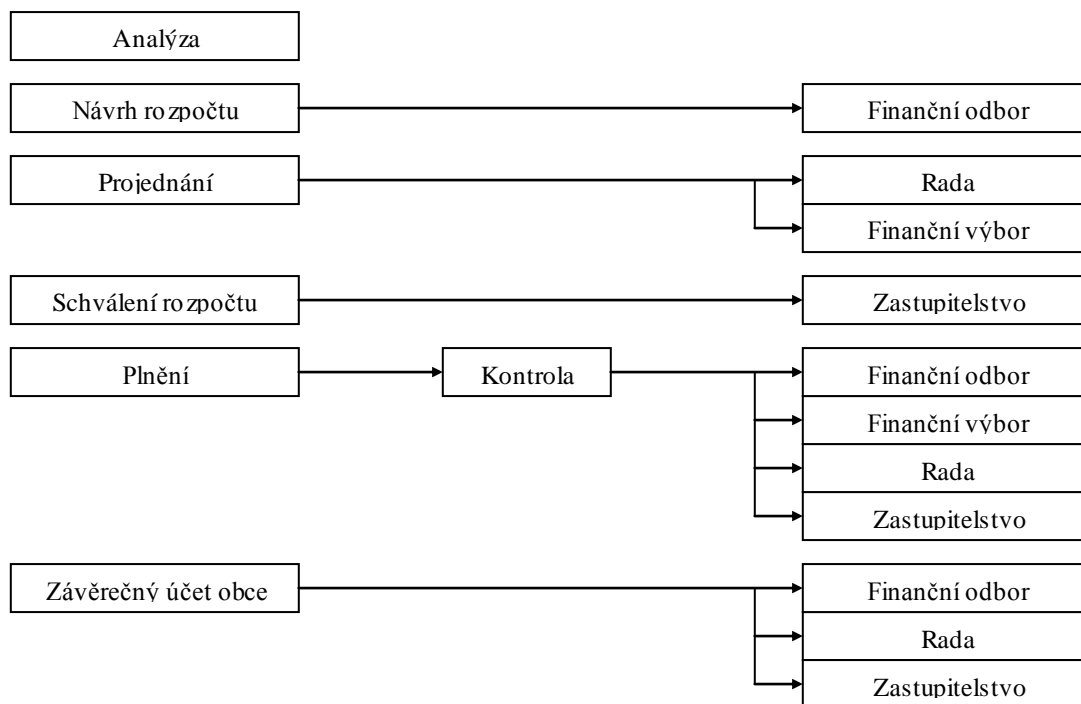 Analýza
Návrh rozpočtu
Finanční odbor
Projednání
Rada
Finanční výbor
Schválení rozpočtu
Zastupitelstvo
Plnění
Kontrola
Finanční odbor
Finanční výbor
Rada
Zastupitelstvo
Závěrečný účet obce
Finanční odbor
Rada
Zastupitelstvo